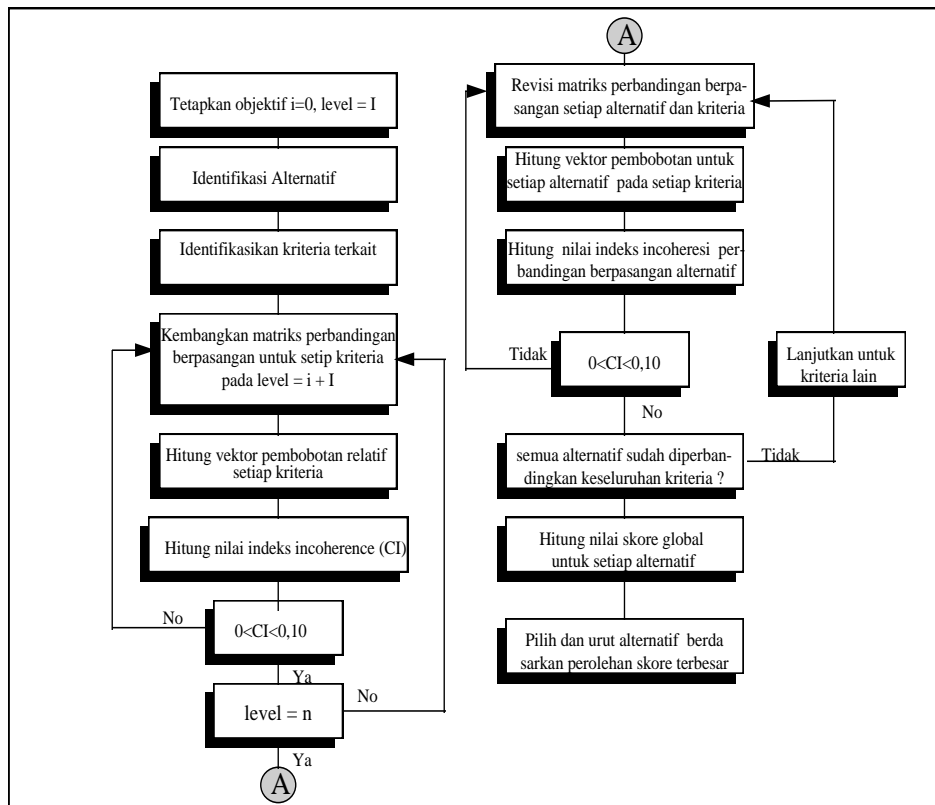 Tetapkan objektif i=0, level = I
Identifikasi Alternatif
Identifikasikan kriteria terkait
Kembangkan matriks perbandingan
berpasangan untuk setip kriteria
pada level = i + I
Hitung vektor pembobotan relatif
setiap kriteria
Hitung nilai indeks incoherence (CI)
No
0<CI<0,10
Ya
level = n
No
Ya
A
A
Revisi matriks perbandingan berpa-
sangan setiap alternatif dan kriteria
Hitung vektor pembobotan untuk
setiap alternatif pada setiap kriteria
Hitung nilai indeks incoheresi per-
bandingan berpasangan alternatif
Tidak
0<CI<0,10
Lanjutkan untuk
kriteria lain
No
semua alternatif sudah diperban-
dingkan keseluruhan kriteria ?
Tidak
Hitung nilai skore global
untuk setiap alternatif
Pilih dan urut alternatif berda
sarkan perolehan skore terbesar